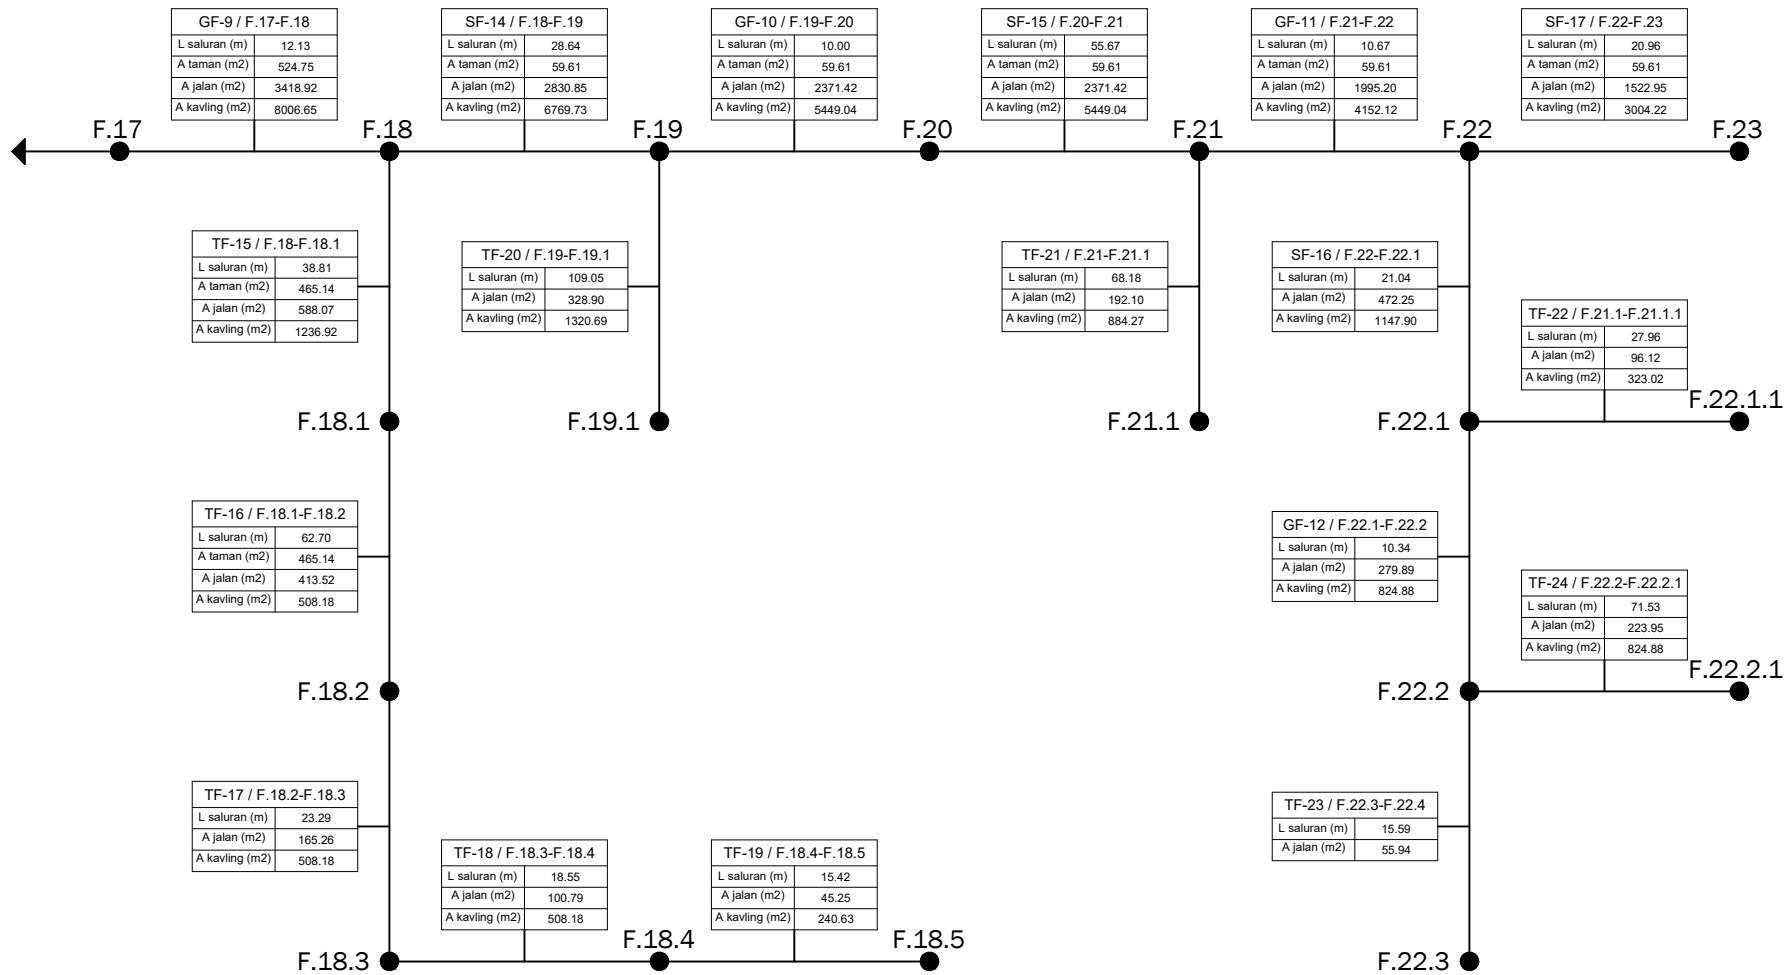 GF-9 / F.17-F.18
L saluran (m) 12.13
A taman (m2) 524.75
A jalan (m2) 3418.92
A kavling (m2) 8006.65
SF-14 / F.18-F.19
L saluran (m) 28.64
A taman (m2) 59.61
A jalan (m2) 2830.85
A kavling (m2) 6769.73
GF-10 / F.19-F.20
L saluran (m) 10.00
A taman (m2) 59.61
A jalan (m2) 2371.42
A kavling (m2) 5449.04
SF-15 / F.20-F.21
L saluran (m) 55.67
A taman (m2) 59.61
A jalan (m2) 2371.42
A kavling (m2) 5449.04
GF-11 / F.21-F.22
L saluran (m) 10.67
A taman (m2) 59.61
A jalan (m2) 1995.20
A kavling (m2) 4152.12
SF-17 / F.22-F.23
L saluran (m) 20.96
A taman (m2) 59.61
A jalan (m2) 1522.95
A kavling (m2) 3004.22
F.17
F.18
F.19
F.20
F.21
F.22
F.23
TF-15 / F.18-F.18.1
L saluran (m) 38.81
A taman (m2) 465.14
A jalan (m2) 588.07
A kavling (m2) 1236.92
TF-20 / F.19-F.19.1
L saluran (m) 109.05
A jalan (m2) 328.90
A kavling (m2) 1320.69
TF-21 / F.21-F.21.1
L saluran (m) 68.18
A jalan (m2) 192.10
A kavling (m2) 884.27
SF-16 / F.22-F.22.1
L saluran (m) 21.04
A jalan (m2) 472.25
A kavling (m2) 1147.90
TF-22 / F.21.1-F.21.1.1
L saluran (m) 27.96
A jalan (m2) 96.12
A kavling (m2) 323.02
F.18.1
F.19.1
F.21.1
F.22.1
F.22.1.1
TF-16 / F.18.1-F.18.2
L saluran (m) 62.70
A taman (m2) 465.14
A jalan (m2) 413.52
A kavling (m2) 508.18
GF-12 / F.22.1-F.22.2
L saluran (m) 10.34
A jalan (m2) 279.89
A kavling (m2) 824.88
TF-24 / F.22.2-F.22.2.1
L saluran (m) 71.53
A jalan (m2) 223.95
A kavling (m2) 824.88
F.18.2
F.22.2
F.22.2.1
TF-17 / F.18.2-F.18.3
L saluran (m) 23.29
A jalan (m2) 165.26
A kavling (m2) 508.18
TF-18 / F.18.3-F.18.4
L saluran (m) 18.55
A jalan (m2) 100.79
A kavling (m2) 508.18
TF-19 / F.18.4-F.18.5
L saluran (m) 15.42
A jalan (m2) 45.25
A kavling (m2) 240.63
TF-23 / F.22.3-F.22.4
L saluran (m) 15.59
A jalan (m2) 55.94
F.18.3
F.18.4
F.18.5
F.22.3